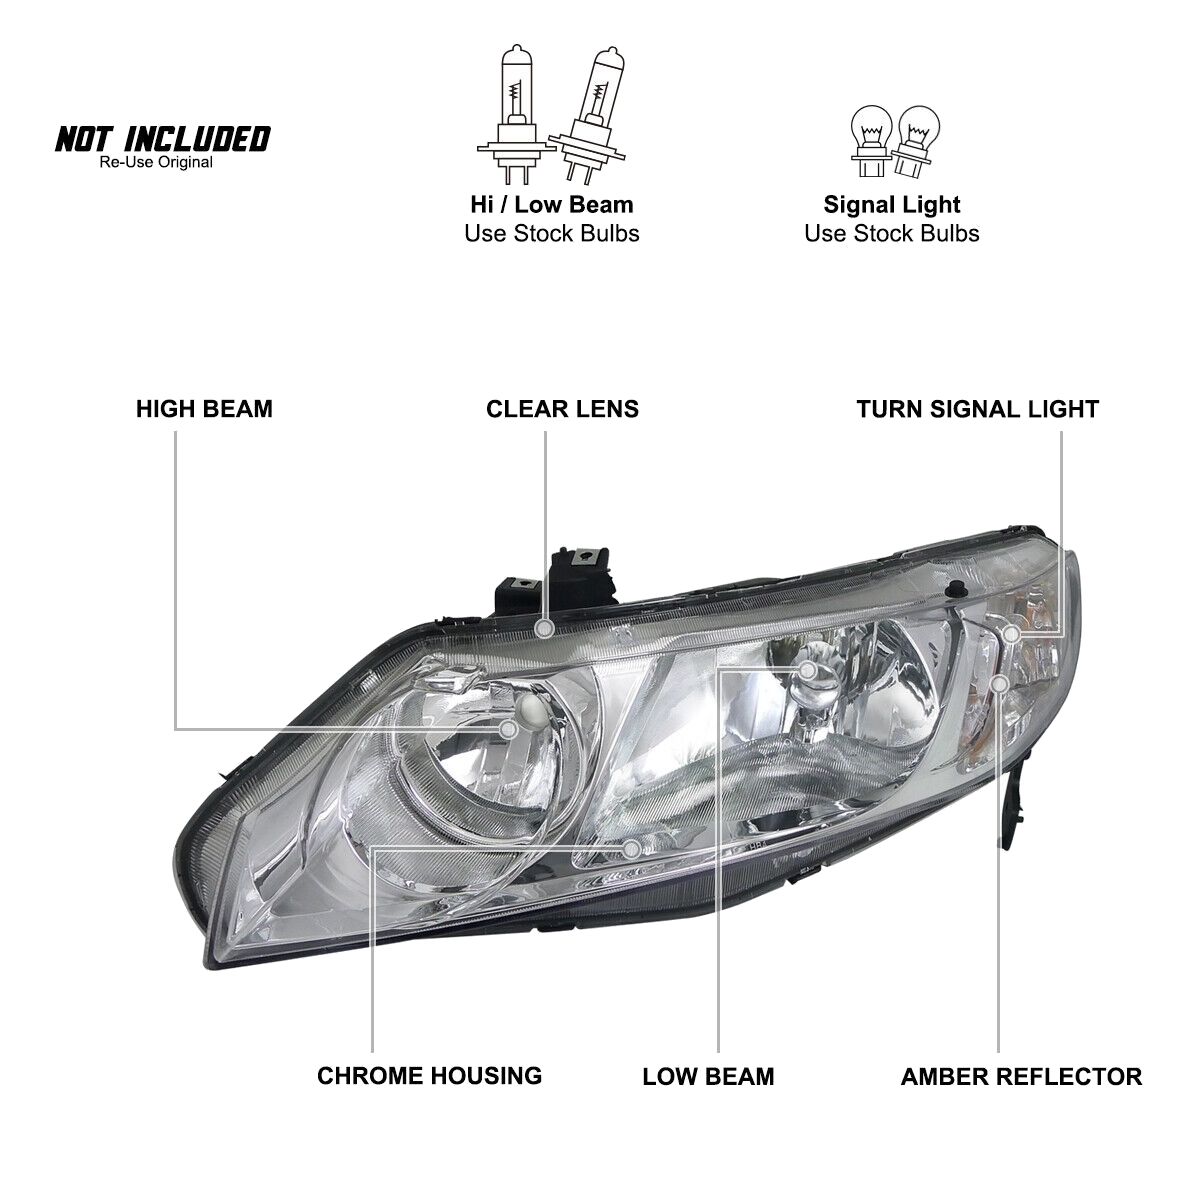 NOT INCLUDED
Re-Use Original
Hi / Low Beam
Use Stock Bulbs
Signal Light
Use Stock Bulbs
HIGH BEAM
CLEAR LENS
TURN SIGNAL LIGHT
CHROME HOUSING
LOW BEAM
AMBER REFLECTOR